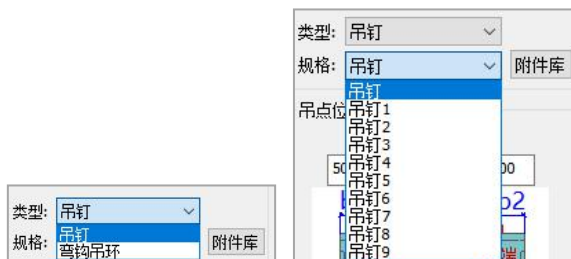 类型: 吊钉
规格: 吊钉
弯钩吊环
附件库
类型: 吊钉
规格: 吊钉
附件库
吊钉
吊点位
吊钉1
吊钉2
吊钉3
吊钉4
吊钉5
吊钉6
吊钉7
吊钉8
吊钉9
50
00
b2
端